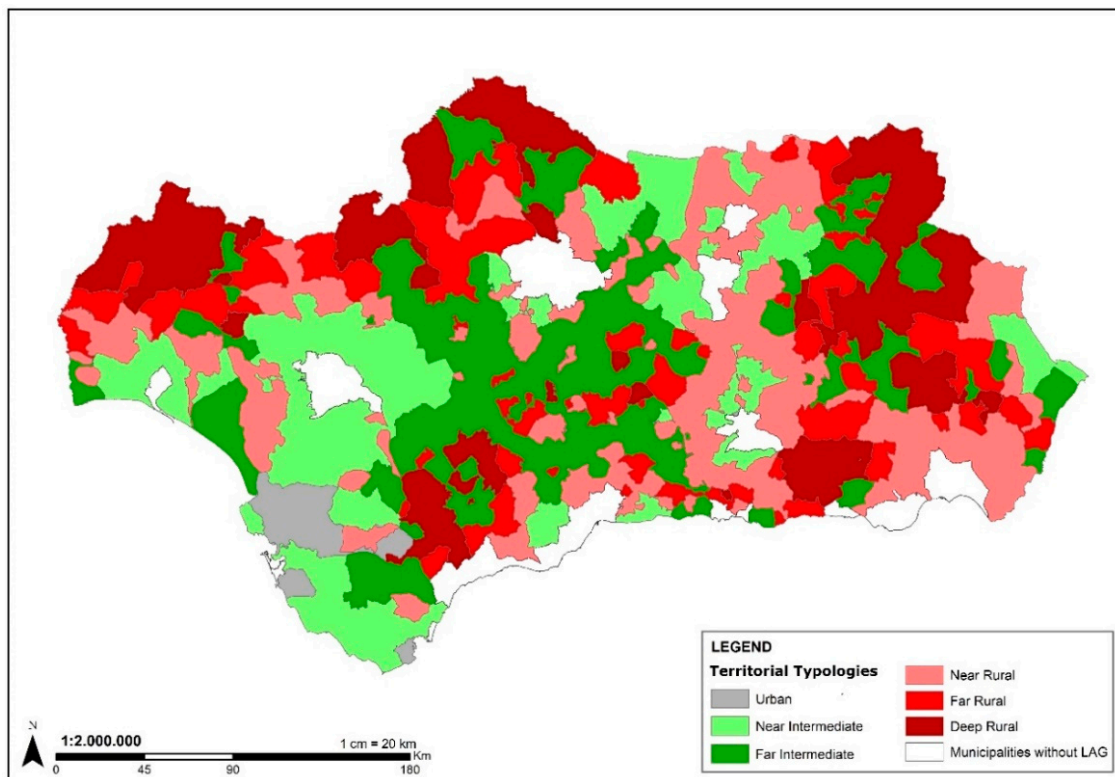 LEGEND
Territorial Typologies
Urban
Near Intermediate
Far Intermediate
Near Rural
Far Rural
Deep Rural
Municipalities without LAG
N
1:2.000.000
1 cm = 20 km
Km
0 45 90 180